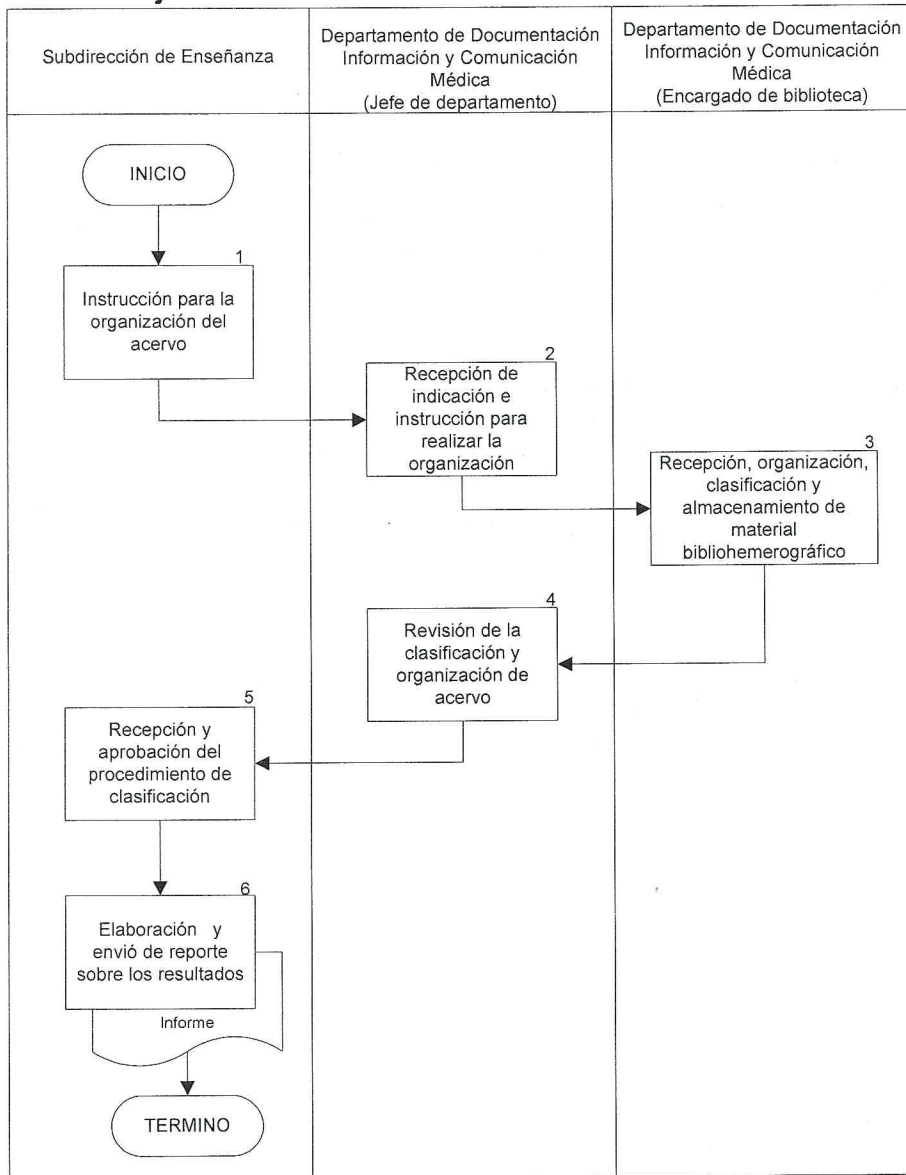 Subdirección de Enseñanza
Departamento de Documentación
Información y Comunicación
Médica
(Jefe de departamento)
Departamento de Documentación
Información y Comunicación
Médica
(Encargado de biblioteca)
INICIO
1
Instrucción para la
organización del
acervo
2
Recepción de
indicación e
instrucción para
realizar la
organización
3
Recepción, organización,
clasificación y
almacenamiento de
material
bibliohemerográfico
4
Revisión de la
clasificación y
organización de
acervo
5
Recepción y
aprobación del
procedimiento de
clasificación
6
Elaboración y
envió de reporte
sobre los resultados
Informe
TERMINO